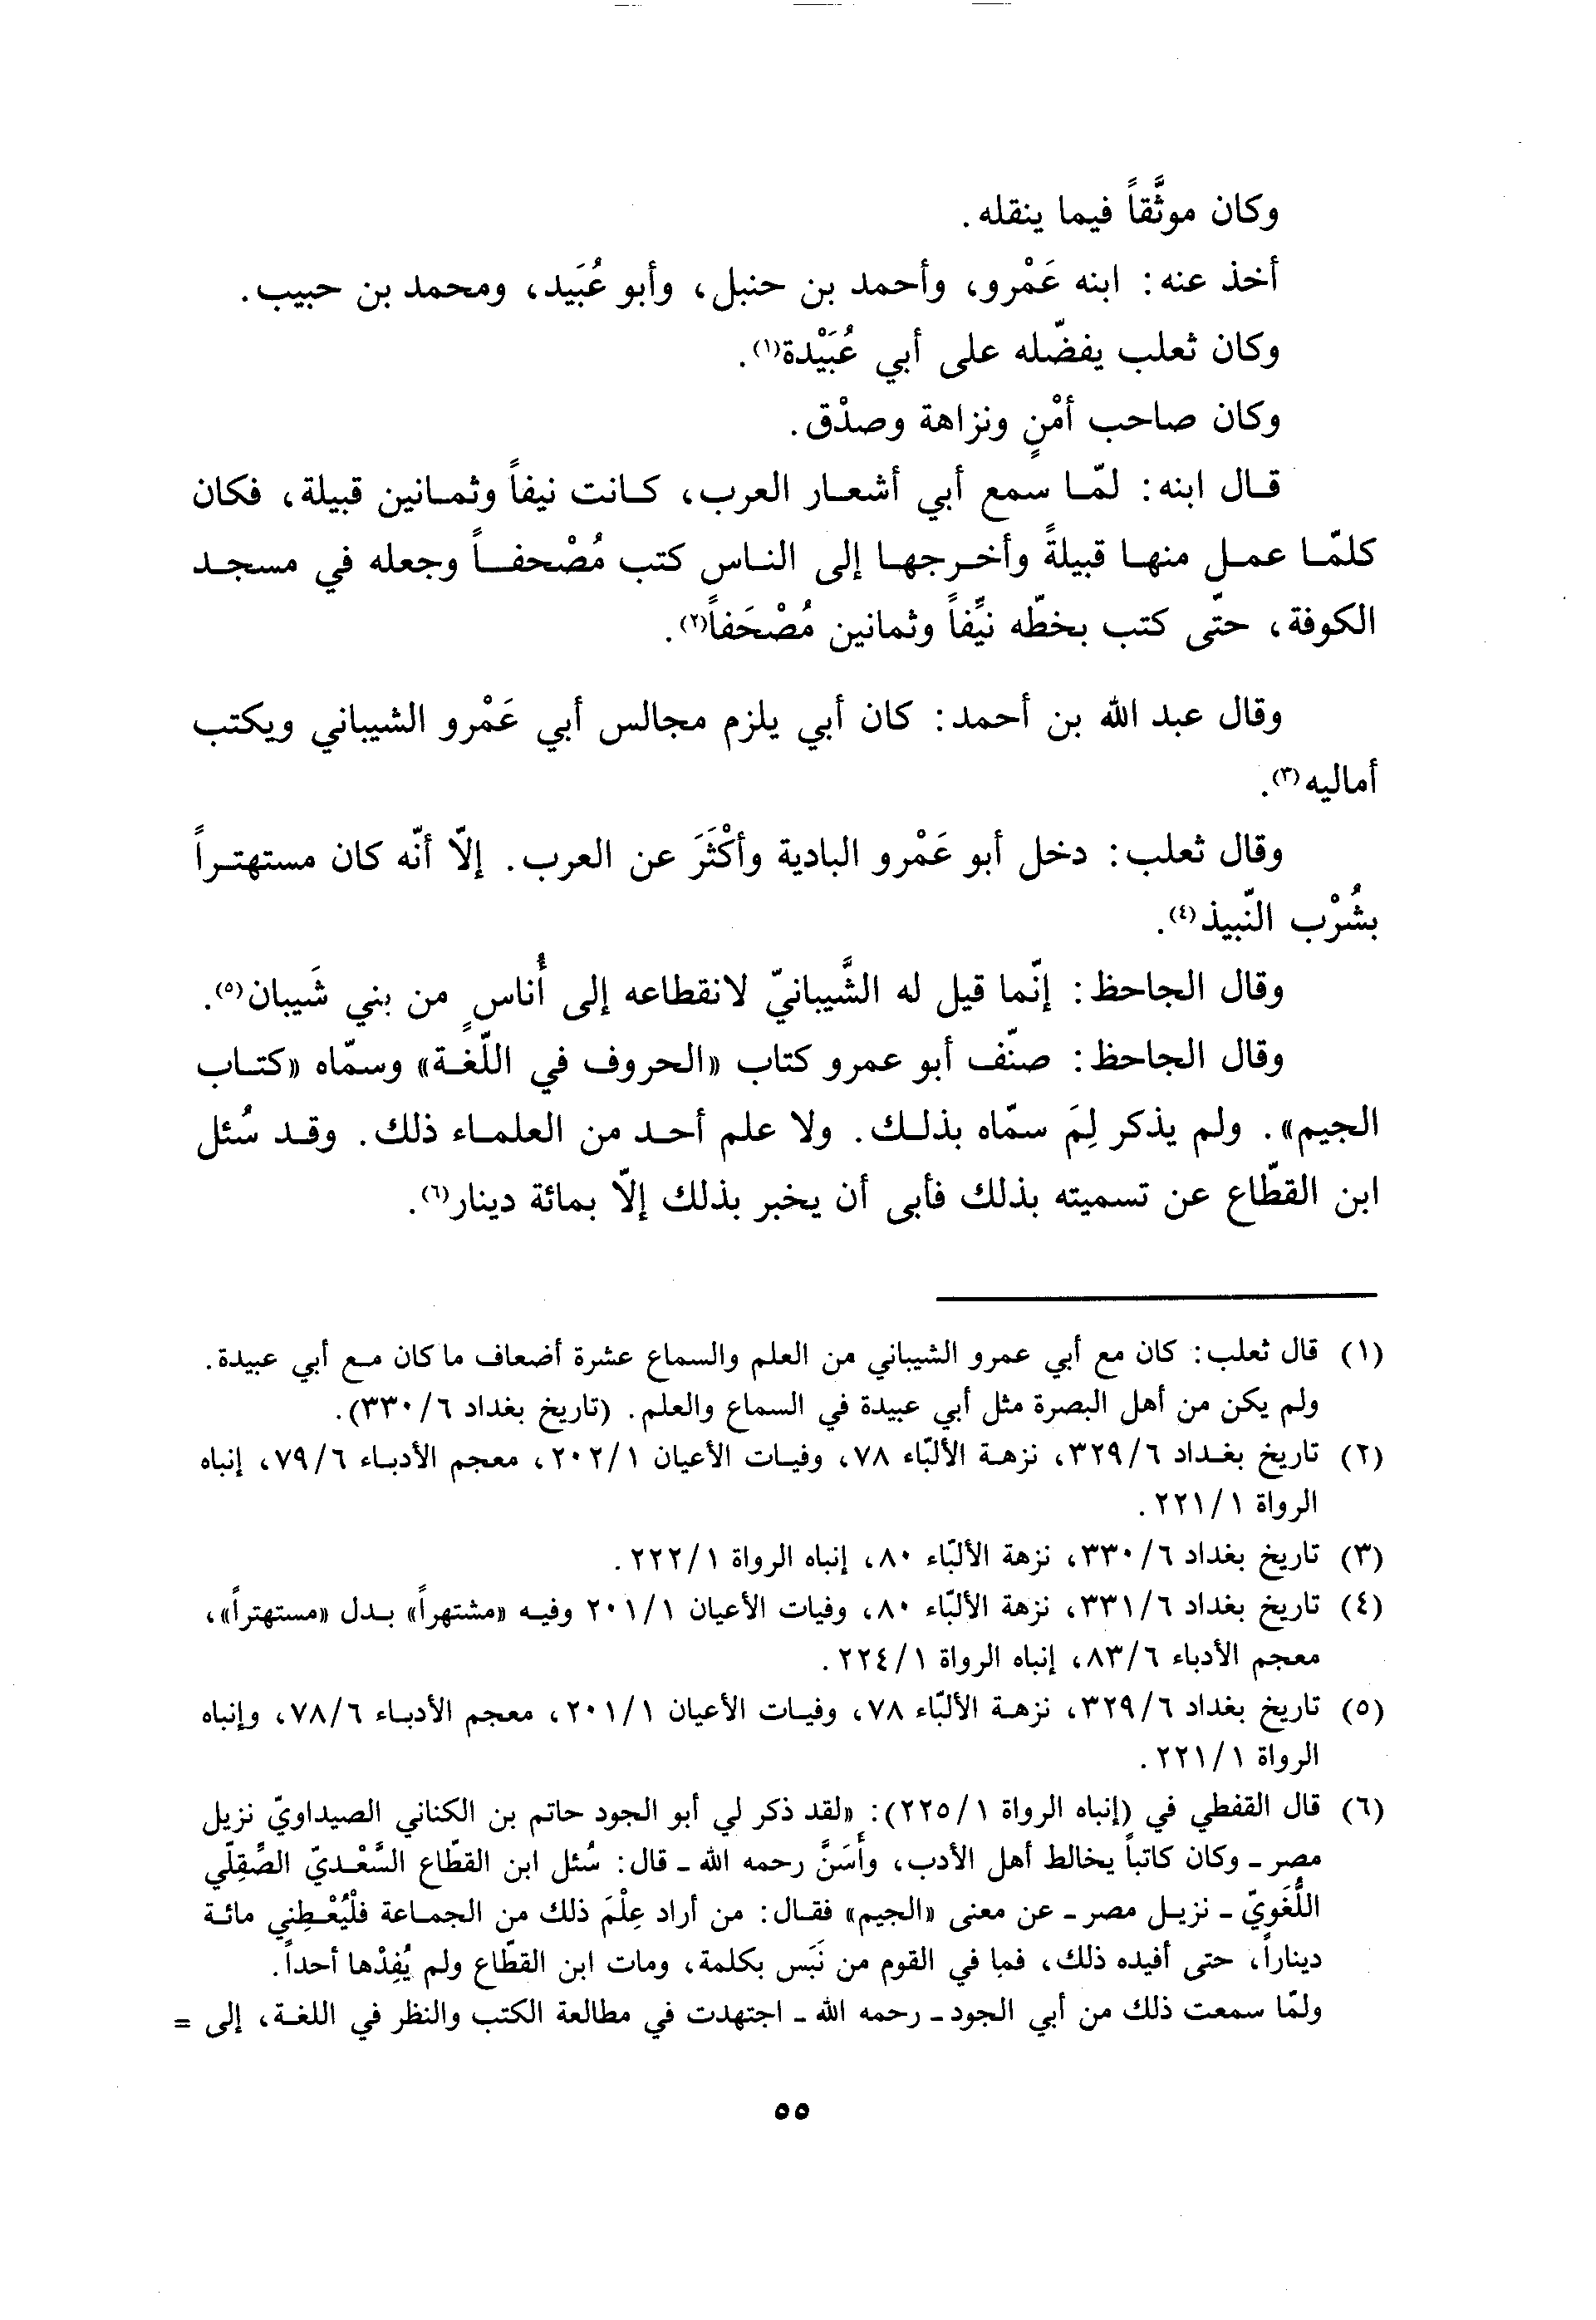 وكان موثَّقاً فيما ينقله.
أخذ عنه: ابنه عَمْرو، وأحمد بن حنبل، وأبو عُبَيد، ومحمد بن حبيب.
وكان ثعلب يفضّله على أبي عُبَيْدة(١).
وكان صاحب أمْنٍ ونزاهة وصدْق.
قال ابنه: لمّا سمع أبي أشعار العرب، كانت نيفاً وثمانين قبيلة، فكان
كلمّا عمل منها قبيلةً وأخرجها إلى الناس كتب مُصْحفاً وجعله في مسجد
الكوفة، حتّى كتب بخطّه نيِّفاً وثمانين مُصْحَفاً(٢).
وقال عبد الله بن أحمد: كان أبي يلزم مجالس أبي عَمْرو الشيباني ويكتب
أماليه(٣).
وقال ثعلب: دخل أبو عَمْرو البادية وأكْثَرَ عن العرب. إلّا أنّه كان مستهتراً
بشُرْب النّبيذ(٤).
وقال الجاحظ: إنّما قيل له الشَّيبانيّ لانقطاعه إلى أُناسٍ من بني شَيبان(٥).
وقال الجاحظ: صنّف أبو عمرو كتاب «الحروف في اللّغة» وسمّاه «كتاب
الجيم». ولم يذكر لِمَ سمّاه بذلك. ولا علم أحد من العلماء ذلك. وقد سُئل
ابن القطّاع عن تسميته بذلك فأبى أن يخبر بذلك إلّا بمائة دينار(٦).
(١) قال ثعلب: كان مع أبي عمرو الشيباني من العلم والسماع عشرة أضعاف ما كان مع أبي عبيدة.
ولم يكن من أهل البصرة مثل أبي عبيدة في السماع والعلم. (تاريخ بغداد ٦/ ٣٣٠).
(٢) تاريخ بغداد ٦/ ٣٢٩، نزهة الألبّاء ٧٨، وفيات الأعيان ١/ ٢٠٢، معجم الأدباء ٦/ ٧٩، إنباه
الرواة ١/ ٢٢١.
(٣) تاريخ بغداد ٦/ ٣٣٠، نزهة الألبّاء ٨٠، إنباه الرواة ١/ ٢٢٢.
(٤) تاريخ بغداد ٦/ ٣٣١، نزهة الألبّاء ٨٠، وفيات الأعيان ١/ ٢٠١ وفيه «مشتهراً» بدل «مستهتراً»،
معجم الأدباء ٦/ ٨٣، إنباه الرواة ١/ ٢٢٤.
(٥) تاريخ بغداد ٦/ ٣٢٩، نزهة الألبّاء ٧٨، وفيات الأعيان ١/ ٢٠١، معجم الأدباء ٦/ ٧٨، وإنباه
الرواة ١/ ٢٢١.
(٦) قال القفطي في (إنباه الرواة ١/ ٢٢٥): «لقد ذكر لي أبو الجود حاتم بن الكناني الصيداويّ نزيل
مصر ـ وكان كاتباً يخالط أهل الأدب، وأَسَنَّ رحمه الله ـ قال: سُئل ابن القطّاع السَّعْديّ الصِّقِلّي
اللُّغَويّ ـ نزيل مصر ـ عن معنى «الجيم» فقال: من أراد عِلْمَ ذلك من الجماعة فلْيُعْطِني مائة
ديناراً، حتى أفيده ذلك، فما في القوم من نَبَس بكلمة، ومات ابن القطّاع ولم يُفِدْها أحداً.
ولمّا سمعت ذلك من أبي الجود ـ رحمه الله ـ اجتهدت في مطالعة الكتب والنظر في اللغة، إلى =
٥٥